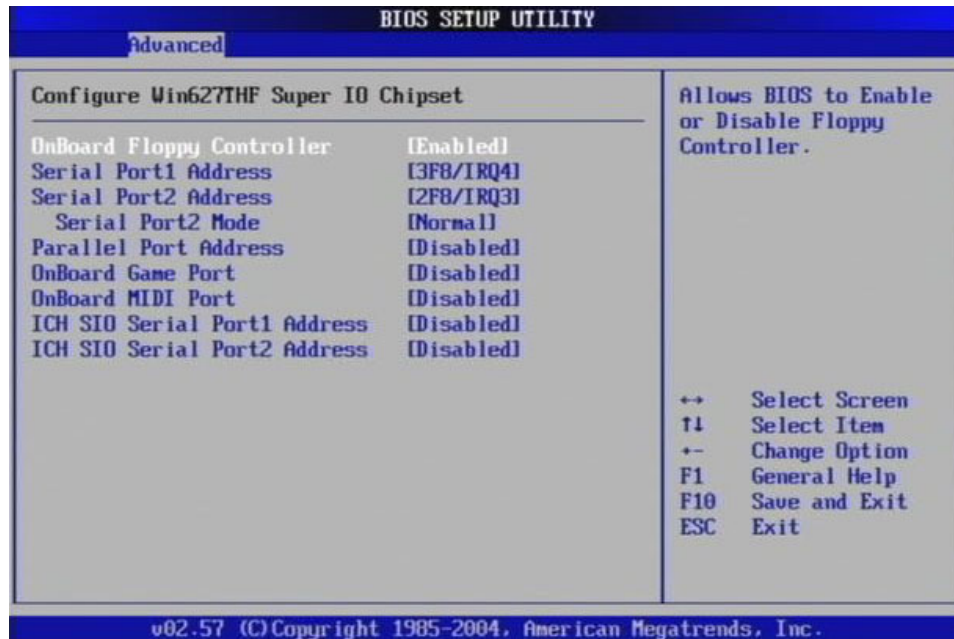 BIOS SETUP UTILITY
Advanced
Configure Win627THF Super IO Chipset
OnBoard Floppy Controller [Enabled]
Serial Port1 Address [3F8/IRQ4]
Serial Port2 Address [2F8/IRQ3]
Serial Port2 Mode [Normal]
Parallel Port Address [Disabled]
OnBoard Game Port [Disabled]
OnBoard MIDI Port [Disabled]
ICH SIO Serial Port1 Address [Disabled]
ICH SIO Serial Port2 Address [Disabled]
Allows BIOS to Enable
or Disable Floppy
Controller.
↔ Select Screen
↑↓ Select Item
+- Change Option
F1 General Help
F10 Save and Exit
ESC Exit
v02.57 (C)Copyright 1985-2004, American Megatrends, Inc.